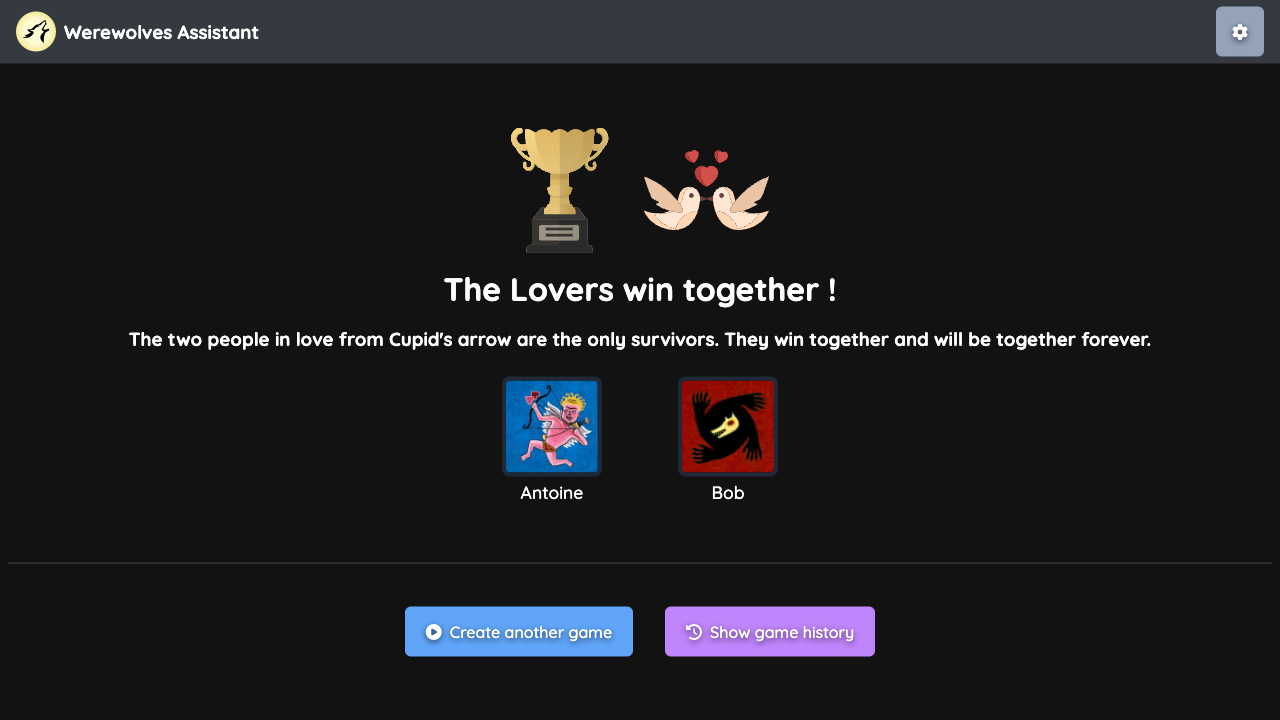 Werewolves Assistant
The Lovers win together !
The two people in love from Cupid's arrow are the only survivors. They win together and will be together forever.
Antoine
Bob
Create another game
Show game history